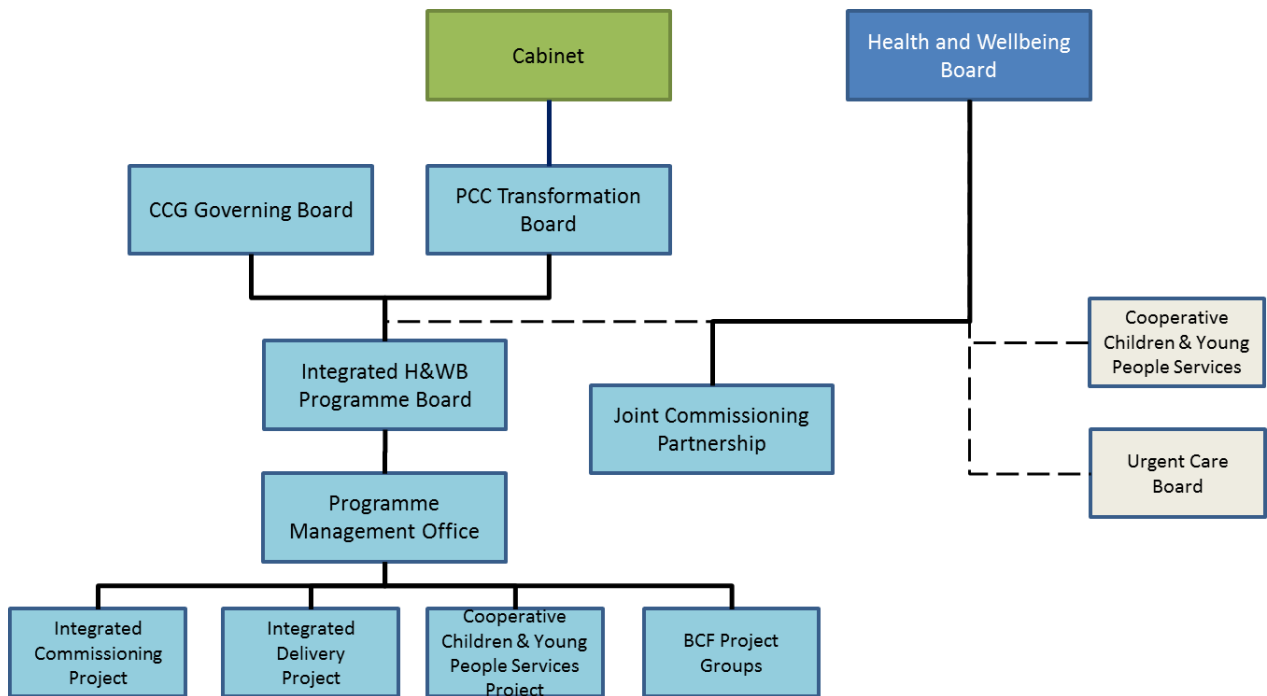 Cabinet
Health and Wellbeing
Board
CCG Governing Board
PCC Transformation
Board
Integrated H&WB
Programme Board
Joint Commissioning
Partnership
Cooperative
Children & Young
People Services
Urgent Care
Board
Programme
Management Office
Integrated
Commissioning
Project
Integrated
Delivery
Project
Cooperative
Children & Young
People Services
Project
BCF Project
Groups